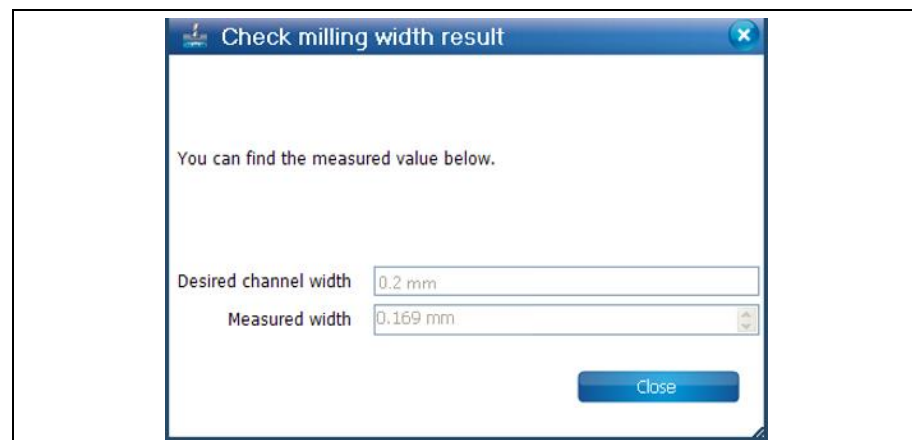 Check milling width result
You can find the measured value below.
Desired channel width 0.2 mm
Measured width 0.169 mm
Close